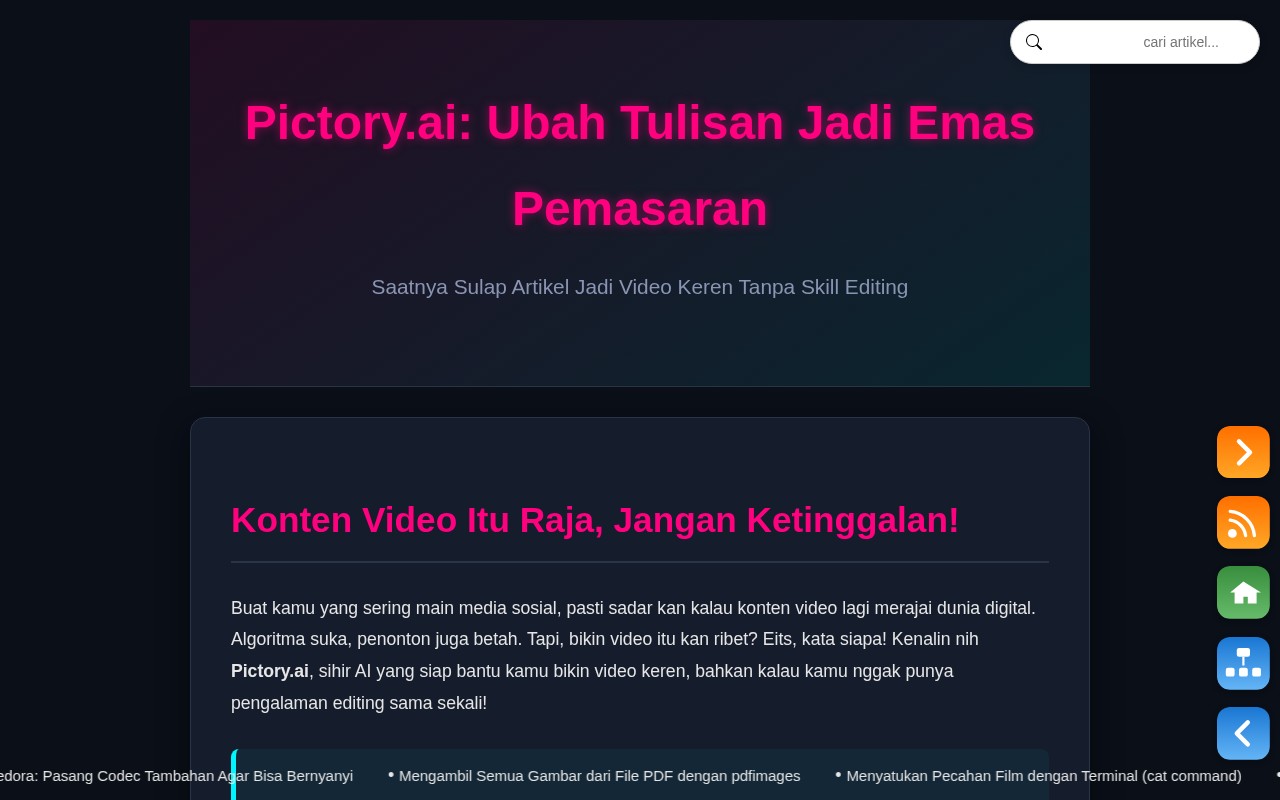 cari artikel...
Pictory.ai: Ubah Tulisan Jadi Emas
Pemasaran
Saatnya Sulap Artikel Jadi Video Keren Tanpa Skill Editing
Konten Video Itu Raja, Jangan Ketinggalan!
Buat kamu yang sering main media sosial, pasti sadar kan kalau konten video lagi merajai dunia digital.
Algoritma suka, penonton juga betah. Tapi, bikin video itu kan ribet? Eits, kata siapa! Kenalin nih
Pictory.ai, sihir AI yang siap bantu kamu bikin video keren, bahkan kalau kamu nggak punya
pengalaman editing sama sekali!
edora: Pasang Codec Tambahan Agar Bisa Bernyanyi • Mengambil Semua Gambar dari File PDF dengan pdfimages • Menyatukan Pecahan Film dengan Terminal (cat command) •